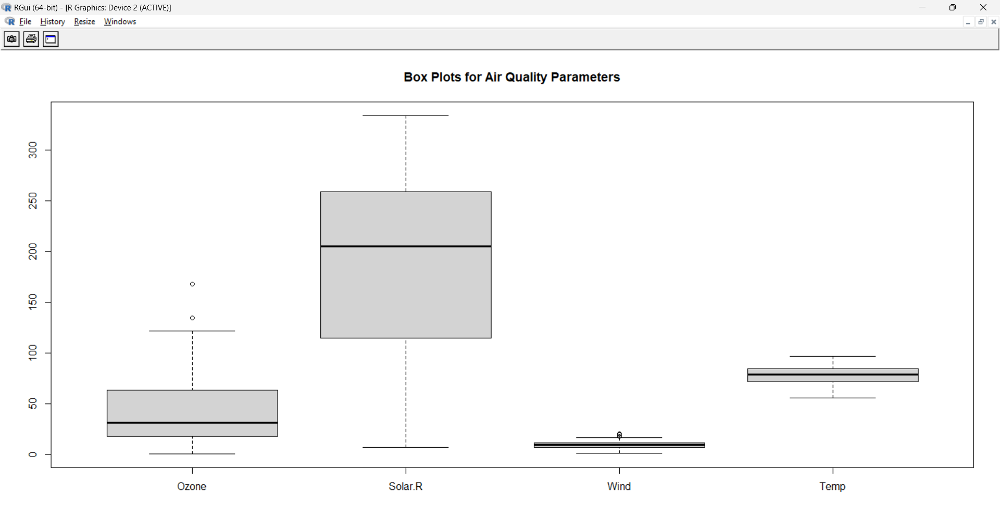 RGui (64-bit) - [R Graphics: Device 2 (ACTIVE)]
File History Resize Windows
Box Plots for Air Quality Parameters
300
250
200
150
100
50
0
Ozone Solar.R Wind Temp